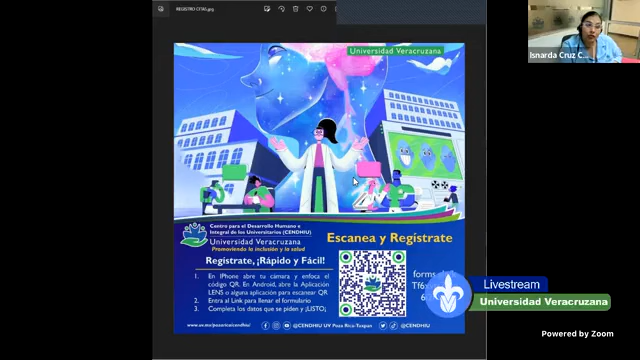 REGISTRO CITAS.jpg
Isnarda Cruz C...
Universidad Veracruzana
Centro para el Desarrollo Humano e
Integral de los Universitarios (CENDHIU)
Universidad Veracruzana
Promoviendo la inclusión y la salud
Regístrate, ¡Rápido y Fácil!
1. En IPhone abre tu cámara y enfoca el
código QR, En Android, abre la Aplicación
LENS o alguna aplicación para escanear QR
2. Entra al Link para llenar el formulario
3. Completa los datos que se piden y ¡LISTO¡
Escanea y Regístrate
forms
Livestream
Universidad Veracruzana
www.uv.mx/pozarica/cendhiu/
@CENDHIU UV Poza Rica-Tuxpan
@CENDHIU
Powered by Zoom